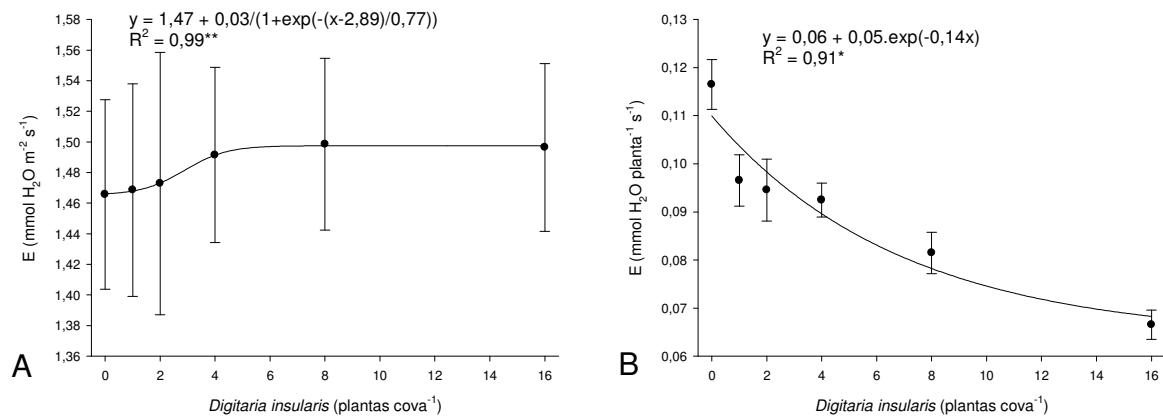 y = 1,47 + 0,03/(1+exp(-(x-2,89)/0,77))
R² = 0,99**
1,58
1,56
1,54
1,52
1,50
1,48
1,46
1,44
1,42
1,40
1,38
1,36
E (mmol H₂O m⁻² s⁻¹)
0 2 4 6 8 10 12 14 16
Digitaria insularis (plantas cova⁻¹)
A
y = 0,06 + 0,05.exp(-0,14x)
R² = 0,91*
0,13
0,12
0,11
0,10
0,09
0,08
0,07
0,06
E (mmol H₂O planta⁻¹ s⁻¹)
0 2 4 6 8 10 12 14 16
Digitaria insularis (plantas cova⁻¹)
B